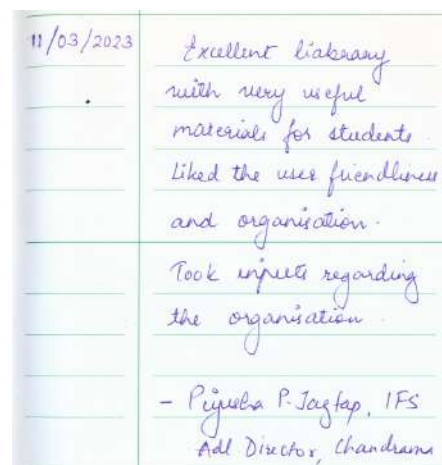 11/03/2023
Excellent liabrary
with very useful
materials for students.
Liked the user friendliness
and organisation.
Took inputs regarding
the organisation.
- Piyusha P. Jagtap, IFS
Adl Director, Chandrama